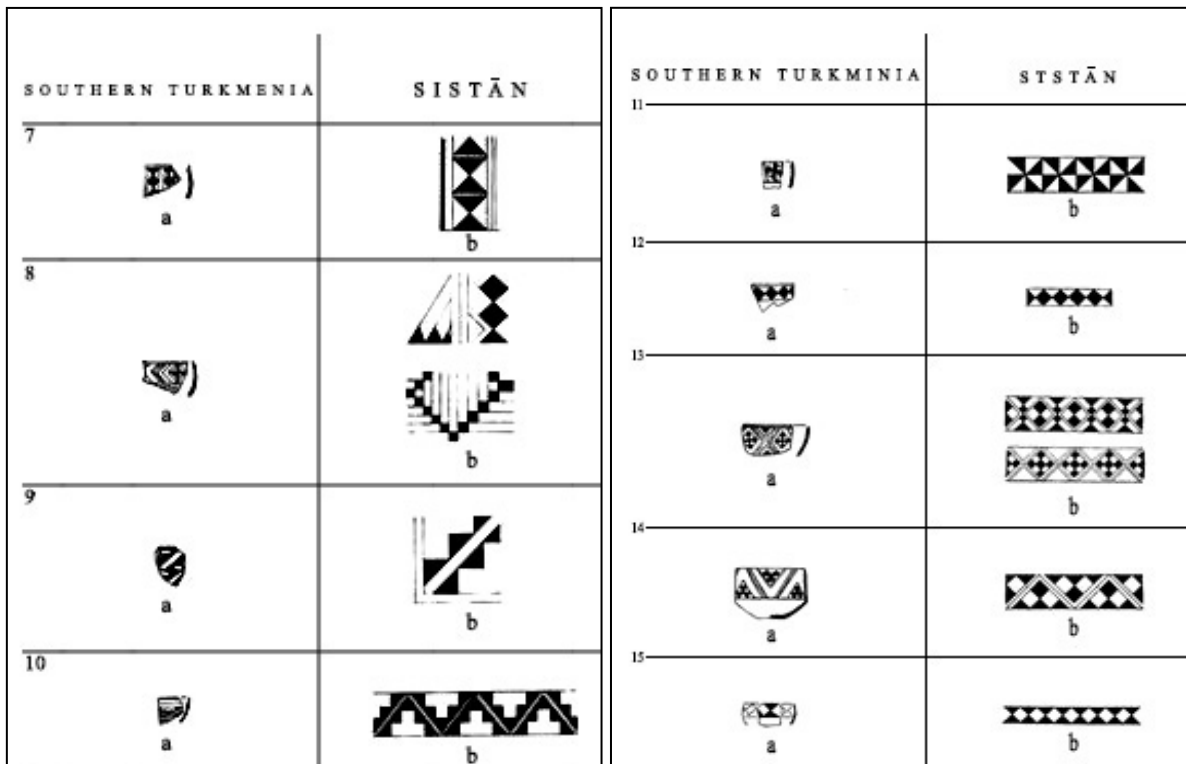 SOUTHERN TURKMENIA SISTĀN
7
a b
8
b
a
b
9
a b
10
a b
SOUTHERN TURKMINIA STSTĀN
11
a b
12
a b
13
a b
14
a b
15
a b